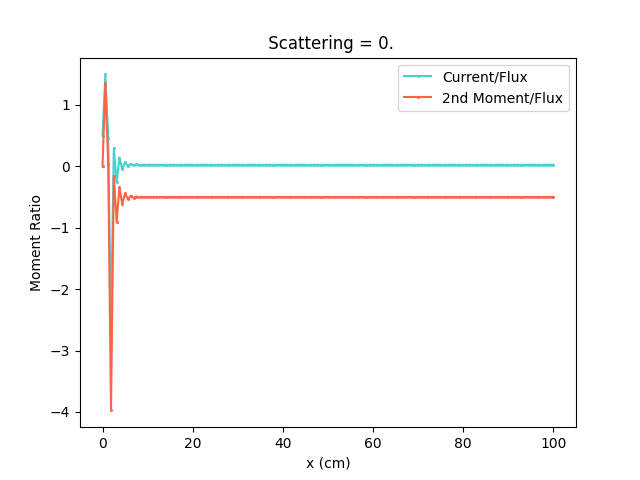 Scattering = 0.
Current/Flux
2nd Moment/Flux
Moment Ratio
1
0
−1
−2
−3
−4
0 20 40 60 80 100
x (cm)